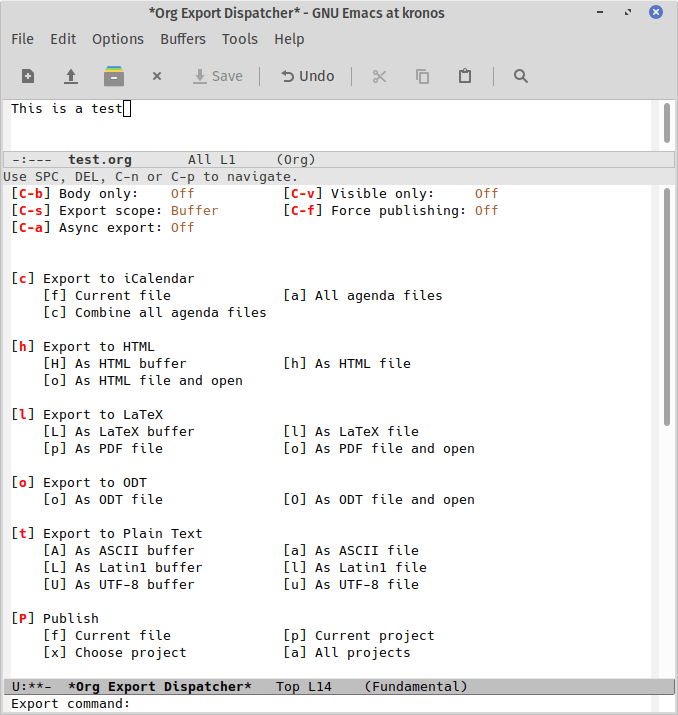 *Org Export Dispatcher* - GNU Emacs at kronos
File Edit Options Buffers Tools Help
Save Undo
This is a test
-:---  test.org       All L1     (Org)
Use SPC, DEL, C-n or C-p to navigate.
[C-b] Body only:    Off           [C-v] Visible only:     Off
[C-s] Export scope: Buffer        [C-f] Force publishing: Off
[C-a] Async export: Off
[c] Export to iCalendar
    [f] Current file              [a] All agenda files
    [c] Combine all agenda files
[h] Export to HTML
    [H] As HTML buffer            [h] As HTML file
    [o] As HTML file and open
[l] Export to LaTeX
    [L] As LaTeX buffer           [l] As LaTeX file
    [p] As PDF file               [o] As PDF file and open
[o] Export to ODT
    [o] As ODT file               [O] As ODT file and open
[t] Export to Plain Text
    [A] As ASCII buffer           [a] As ASCII file
    [L] As Latin1 buffer          [l] As Latin1 file
    [U] As UTF-8 buffer           [u] As UTF-8 file
[P] Publish
    [f] Current file              [p] Current project
    [x] Choose project            [a] All projects
U:**-  *Org Export Dispatcher*   Top L14    (Fundamental)
Export command: